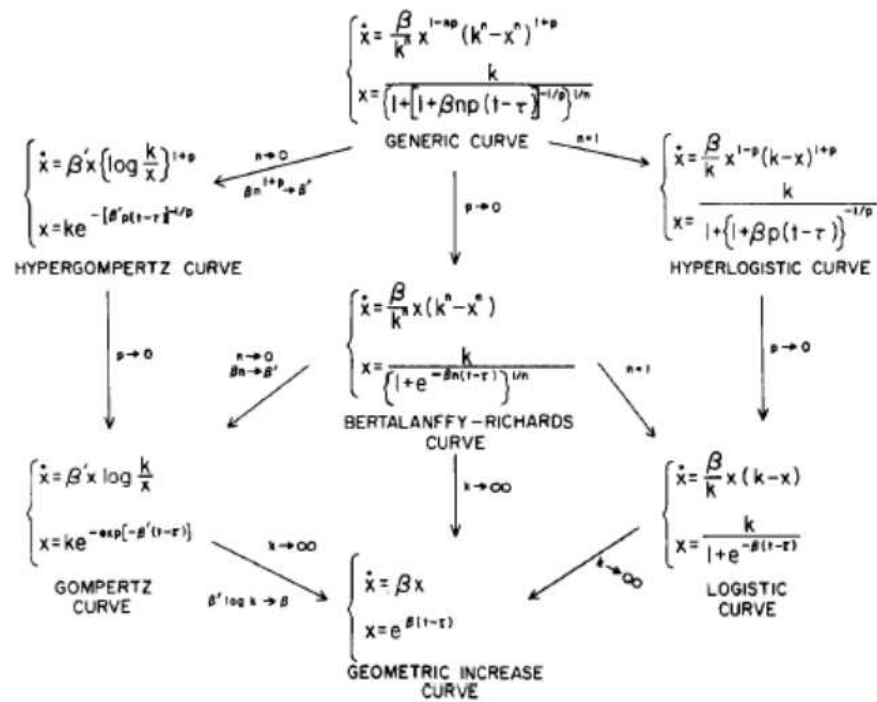 ẋ = β/kⁿ x^(1-np) (kⁿ-xⁿ)^(1+p)
x = k/{1+[1+βnp(t-τ)]^(-1/p)}^(1/n)
GENERIC CURVE
n→0
βn^(1+p)→β'
n=1
p→0
ẋ = β'x{log k/x}^(1+p)
x = ke^(-[β'p(t-τ)]^(-1/p))
HYPERGOMPERTZ CURVE
ẋ = β/k x^(1-p) (k-x)^(1+p)
x = k/1+{1+βp(t-τ)}^(-1/p)
HYPERLOGISTIC CURVE
p→0
n→0
βn→β'
ẋ = β/kⁿ x(kⁿ-xⁿ)
x = k/{1+e^(-βn(t-τ))}^(1/n)
BERTALANFFY-RICHARDS
CURVE
n=1
p→0
ẋ = β'x log k/x
x = ke^(-exp[-β'(t-τ)])
GOMPERTZ
CURVE
k→∞
ẋ = β/k x(k-x)
x = k/1+e^(-β(t-τ))
LOGISTIC
CURVE
k→∞
β' log k→β
k→∞
ẋ = βx
x = e^(β(t-τ))
GEOMETRIC INCREASE
CURVE